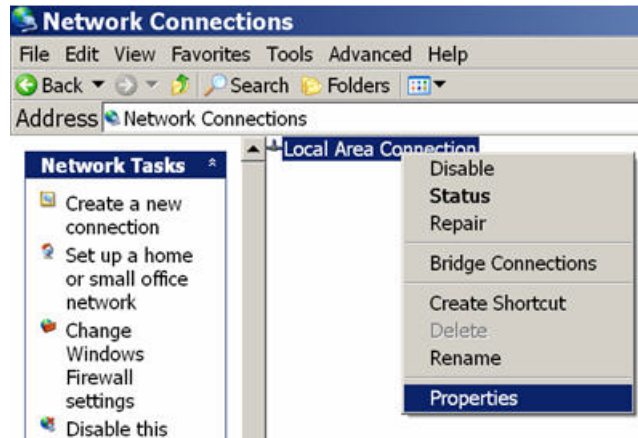 Network Connections
File Edit View Favorites Tools Advanced Help
Back Search Folders
Address Network Connections
Network Tasks
Create a new
connection
Set up a home
or small office
network
Change
Windows
Firewall
settings
Disable this
Local Area Connection
Disable
Status
Repair
Bridge Connections
Create Shortcut
Delete
Rename
Properties